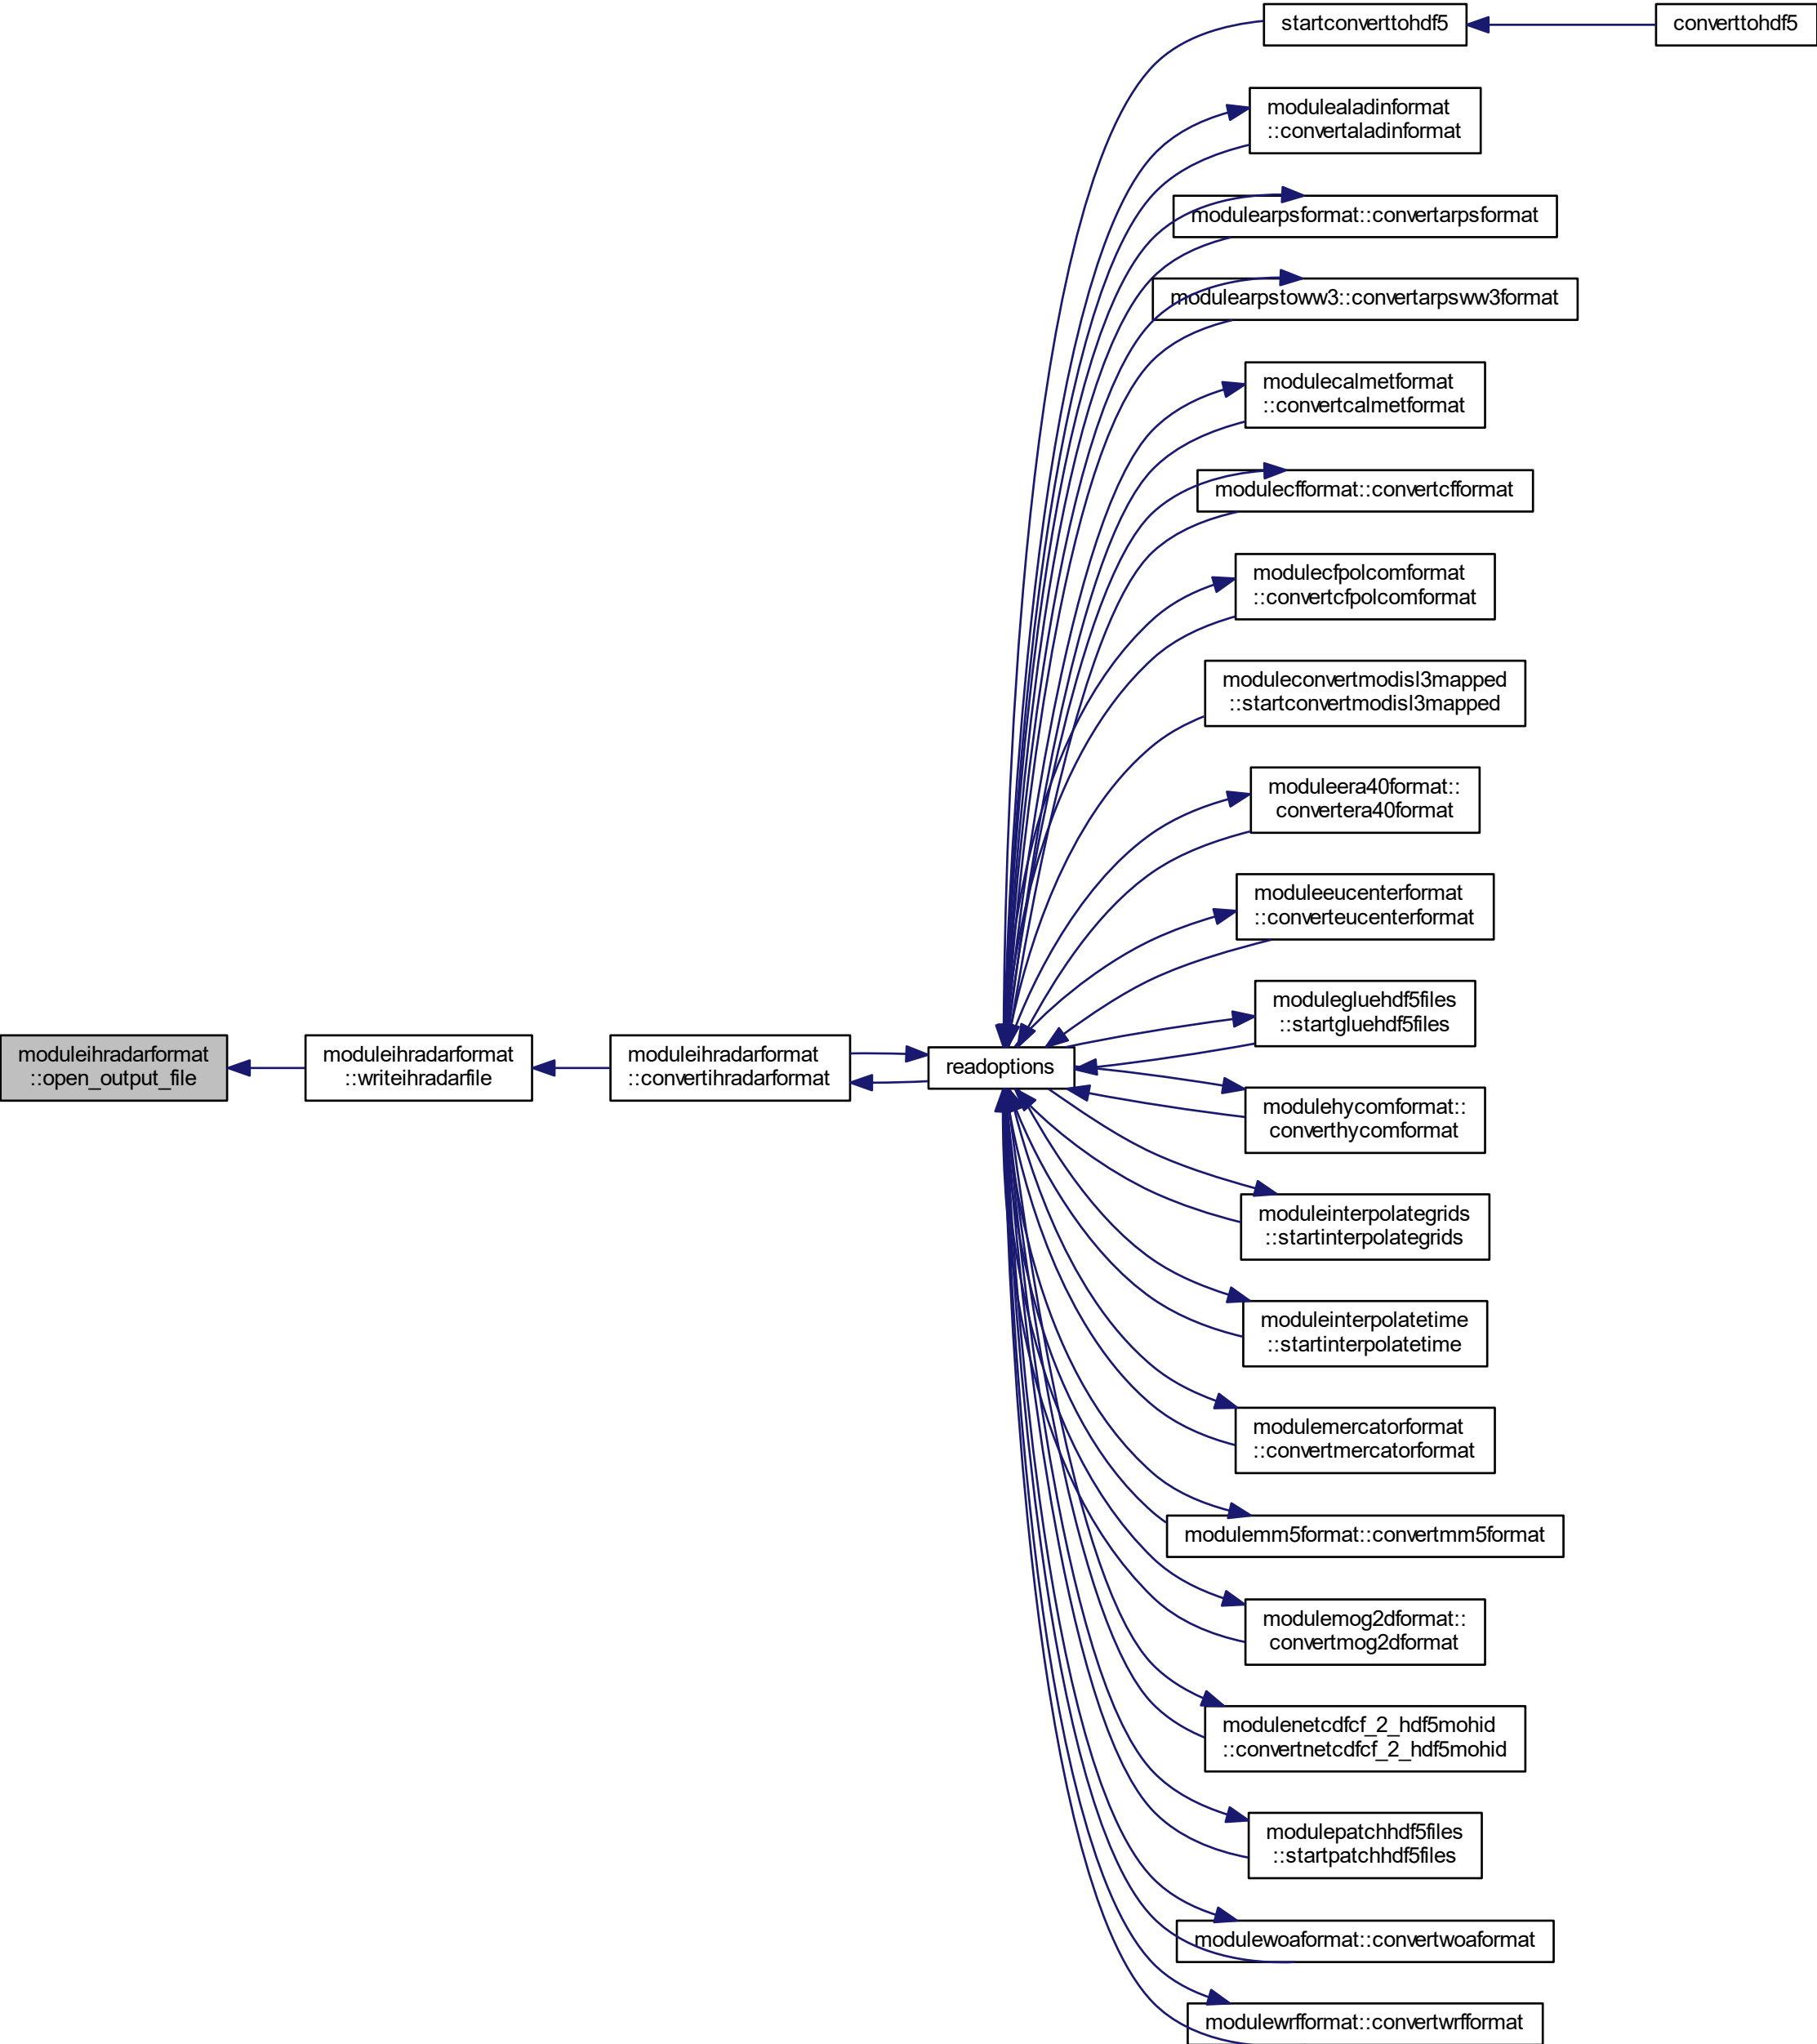 startconverttohdf5
converttohdf5
modulealadinformat
::convertaladinformat
modulearpsformat::convertarpsformat
modulearpstoww3::convertarpsww3format
modulecalmetformat
::convertcalmetformat
modulecfformat::convertcfformat
modulecfpolcomformat
::convertcfpolcomformat
moduleconvertmodisl3mapped
::startconvertmodisl3mapped
moduleera40format::
convertera40format
moduleeucenterformat
::converteucenterformat
modulegluehdf5files
::startgluehdf5files
moduleihradarformat
::open_output_file
moduleihradarformat
::writeihradarfile
moduleihradarformat
::convertihradarformat
readoptions
modulehycomformat::
converthycomformat
moduleinterpolategrids
::startinterpolategrids
moduleinterpolatetime
::startinterpolatetime
modulemercatorformat
::convertmercatorformat
modulemm5format::convertmm5format
modulemog2dformat::
convertmog2dformat
modulenetcdfcf_2_hdf5mohid
::convertnetcdfcf_2_hdf5mohid
modulepatchhdf5files
::startpatchhdf5files
modulewoaformat::convertwoaformat
modulewrfformat::convertwrfformat